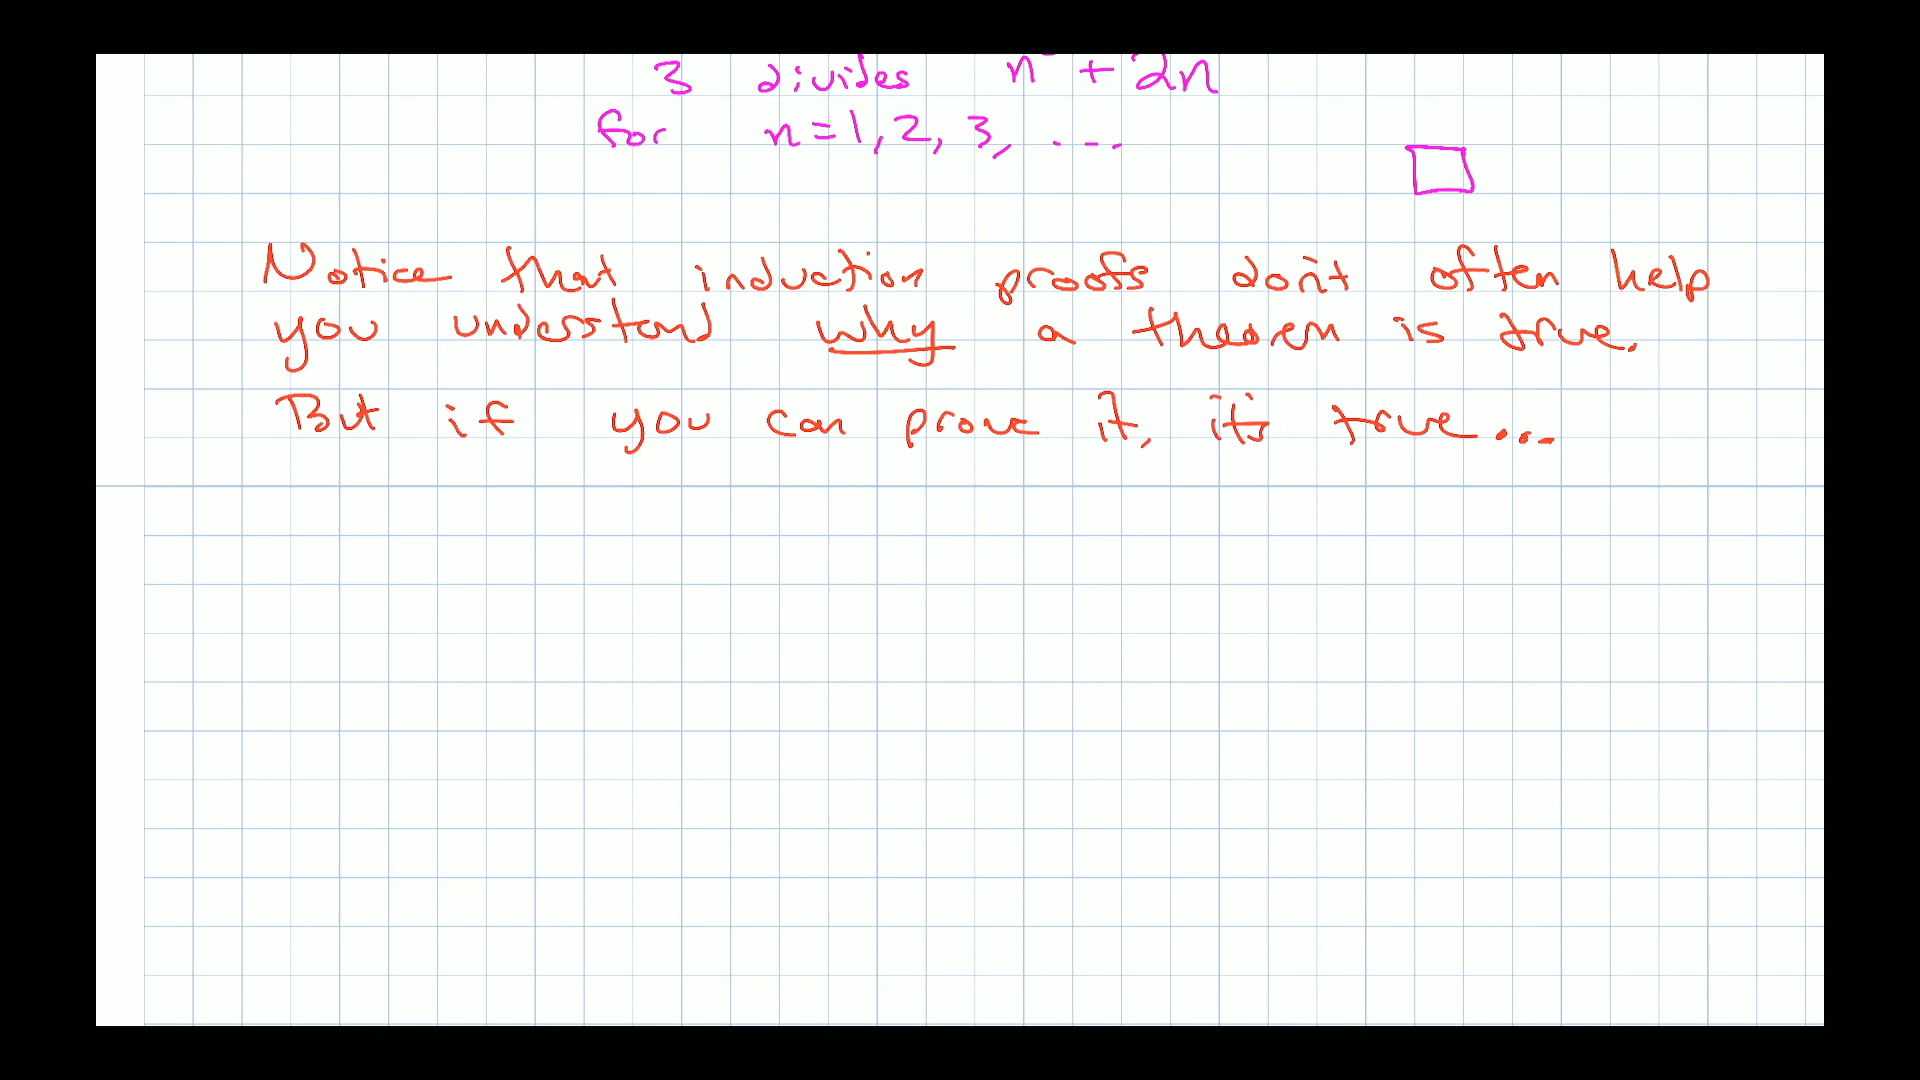 3 divides n + 2n
for n=1, 2, 3, ...
Notice that induction proofs don't often help
you understand why a theorem is true.
But if you can prove it, it's true...